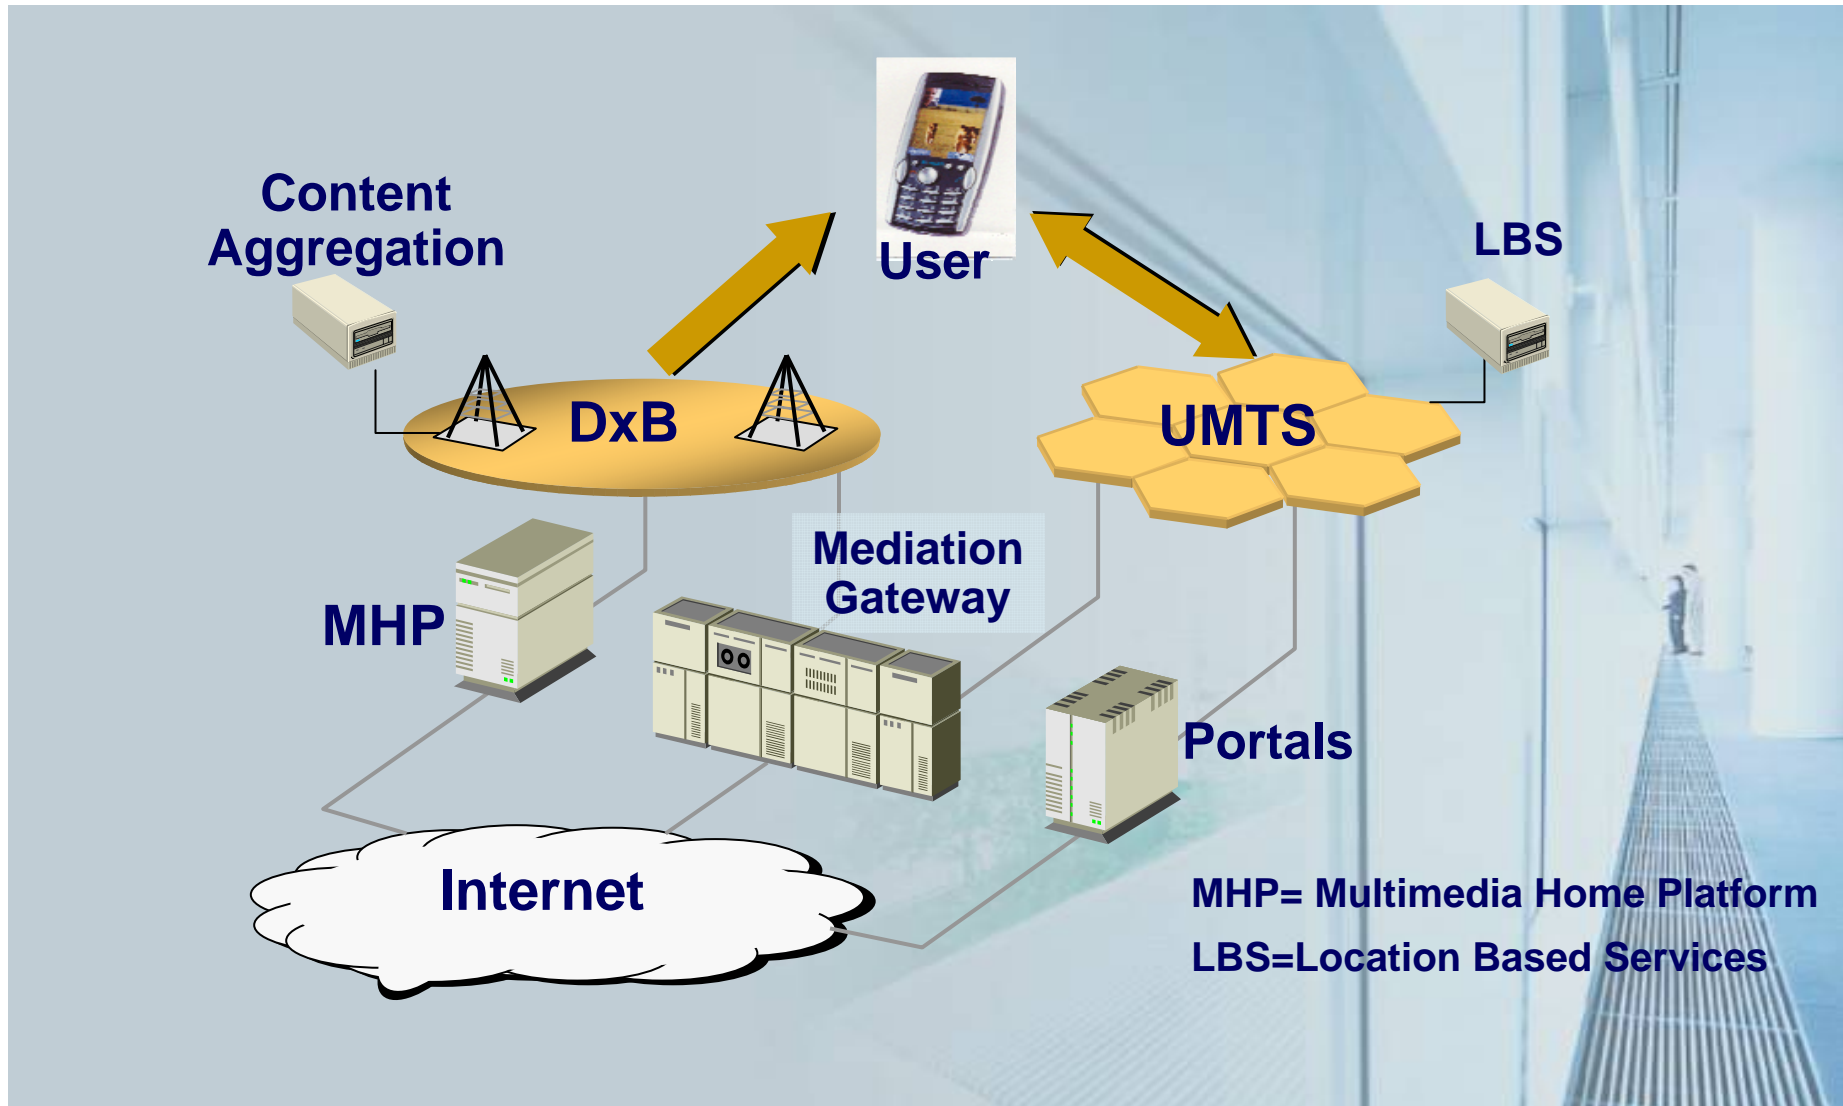 Content
Aggregation
User
LBS
DxB
UMTS
Mediation
Gateway
MHP
Portals
Internet
MHP= Multimedia Home Platform
LBS=Location Based Services